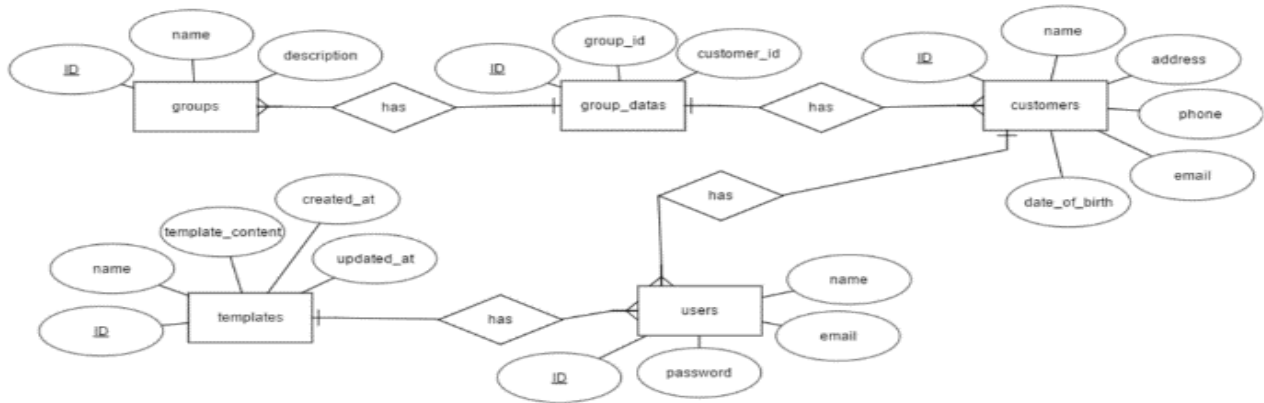 name
description
ID
groups
has
group_id
customer_id
ID
group_datas
has
name
address
ID
customers
phone
email
date_of_birth
has
created_at
template_content
updated_at
name
ID
templates
has
users
name
email
password
ID